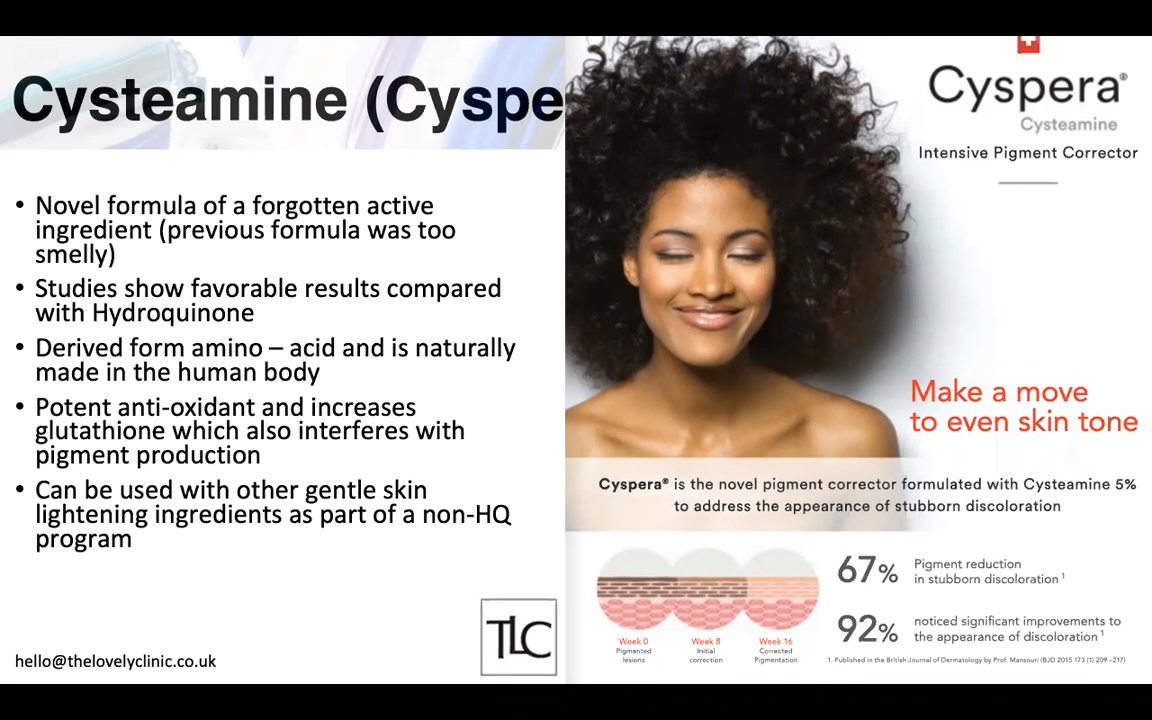 Cysteamine (Cyspe
• Novel formula of a forgotten active
ingredient (previous formula was too
smelly)
• Studies show favorable results compared
with Hydroquinone
• Derived form amino – acid and is naturally
made in the human body
• Potent anti-oxidant and increases
glutathione which also interferes with
pigment production
• Can be used with other gentle skin
lightening ingredients as part of a non-HQ
program
TLC
hello@thelovelyclinic.co.uk
Cyspera®
Cysteamine
Intensive Pigment Corrector
Make a move
to even skin tone
Cyspera® is the novel pigment corrector formulated with Cysteamine 5%
to address the appearance of stubborn discoloration
67% Pigment reduction
in stubborn discoloration ¹
92% noticed significant improvements to
the appearance of discoloration ¹
Week 0
Pigmented
lesions
Week 8
Initial
correction
Week 16
Corrected
Pigmentation
1. Published in the British Journal of Dermatology by Prof. Mansouri (BJD 2015 173 (1) 209 –217)